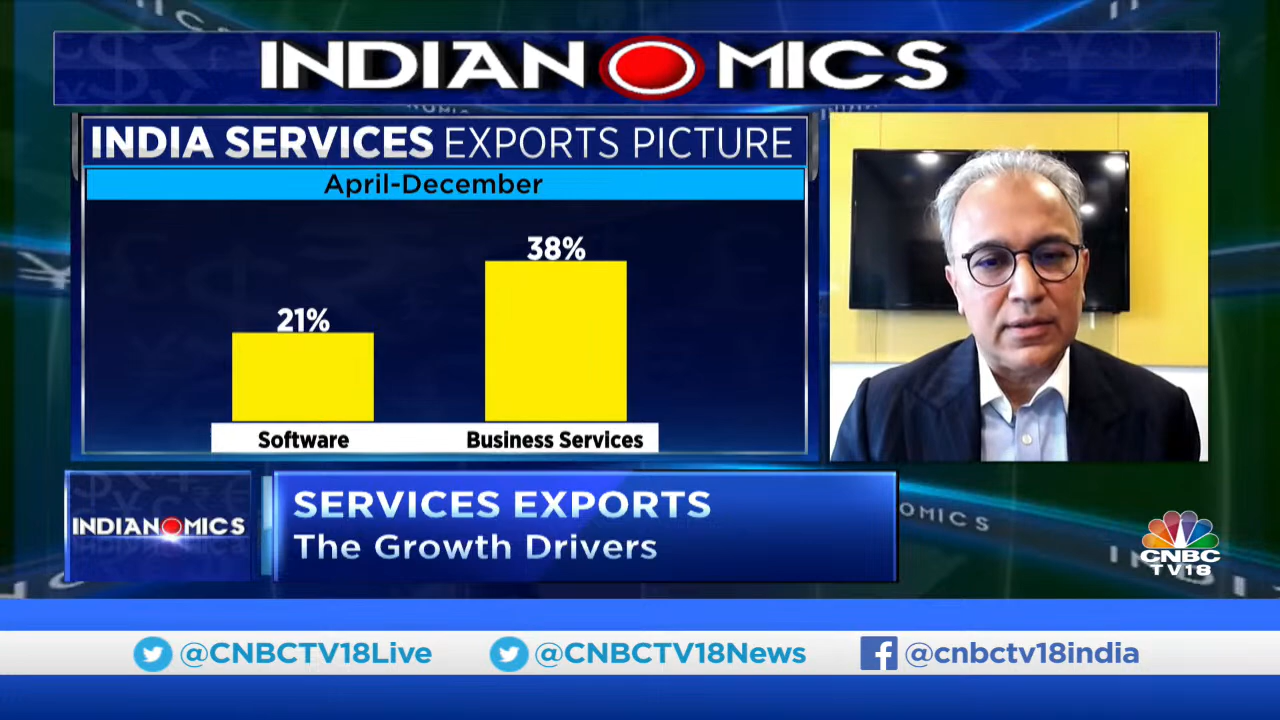 INDIANOMICS
INDIA SERVICES EXPORTS PICTURE
April-December
21%
38%
Software
Business Services
INDIANOMICS
SERVICES EXPORTS
The Growth Drivers
OMICS
CNBC
TV18
@CNBCTV18Live
@CNBCTV18News
@cnbctv18india